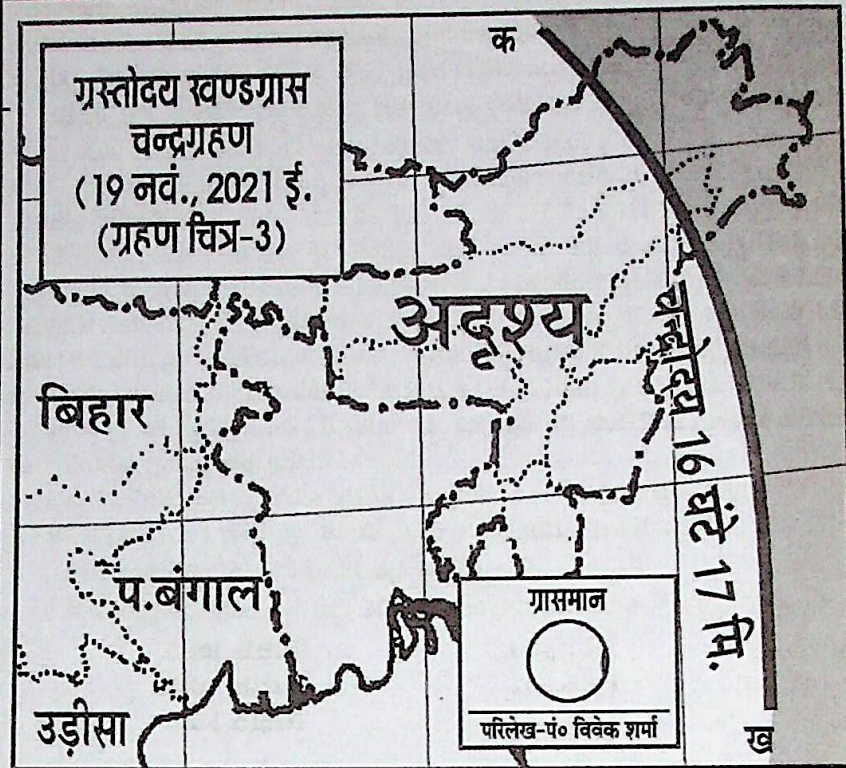 ग्रस्तोदय खण्डग्रास
चन्द्रग्रहण
(19 नवं., 2021 ई.
(ग्रहण चित्र-3)
क
अदृश्य
बिहार
चन्द्रोदय 16 घंटे 17 मि.
प.बंगाल
उड़ीसा
ग्रासमान
परिलेख-पं० विवेक शर्मा
ख